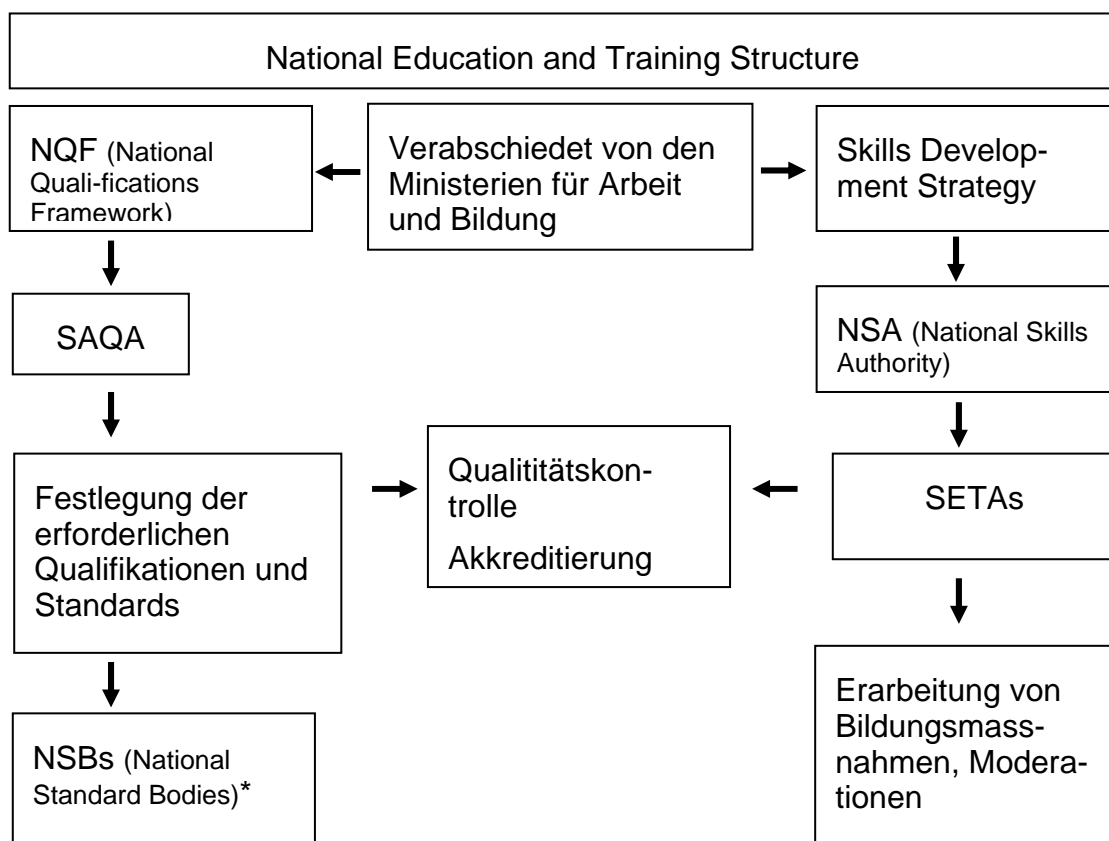 National Education and Training Structure
NQF (National
Quali-fications
Framework)
Verabschiedet von den
Ministerien für Arbeit
und Bildung
Skills Develop-
ment Strategy
SAQA
NSA (National Skills
Authority)
Festlegung der
erforderlichen
Qualifikationen und
Standards
Qualititätskon-
trolle
Akkreditierung
SETAs
NSBs (National
Standard Bodies)*
Erarbeitung von
Bildungsmass-
nahmen, Modera-
tionen